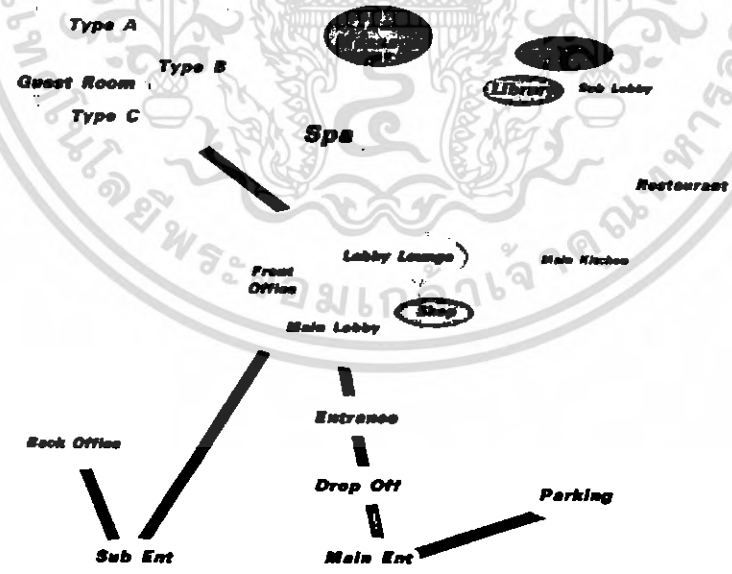 Type A
Type B
Guest Room
Type C
Spa
Library
Sub Lobby
Restaurant
Lobby Lounge
Main Kitchen
Front
Office
Shop
Main Lobby
Entrance
Back Office
Drop Off
Parking
Sub Ent
Main Ent